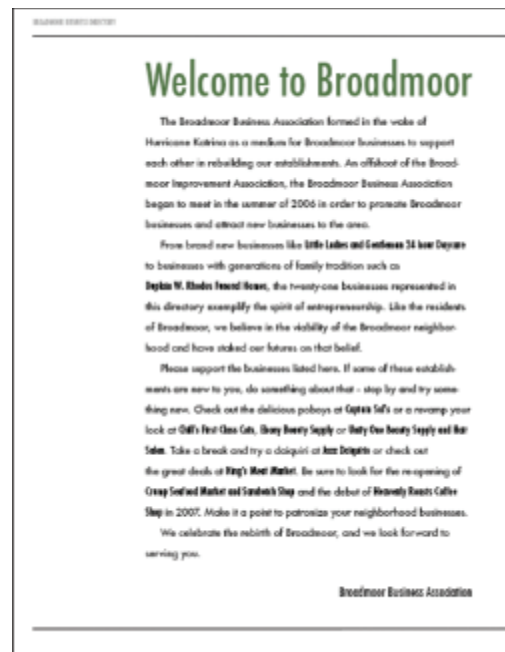 BROADMOOR BUSINESS DIRECTORY
Welcome to Broadmoor
The Broadmoor Business Association formed in the wake of
Hurricane Katrina as a medium for Broadmoor businesses to support
each other in rebuilding our establishments. An offshoot of the Broad-
moor Improvement Association, the Broadmoor Business Association
began to meet in the summer of 2006 in order to promote Broadmoor
businesses and attract new businesses to the area.
From brand new businesses like Little Ladies and Gentlemen 24 hour Daycare
to businesses with generations of family tradition such as
W. Rhodes Funeral Homes, the twenty-one businesses represented in
this directory exemplify the spirit of entrepreneurship. Like the residents
of Broadmoor, we believe in the viability of the Broadmoor neighbor-
hood and have staked our futures on that belief.
Please support the businesses listed here. If some of these establish-
ments are new to you, do something about that - stop by and try some-
thing new. Check out the delicious poboys at Captain Sal's or a revamp your
look at Chill's First Class Cuts, Ebony Beauty Supply or Unity One Beauty Supply and Hair
Salon. Take a break and try a daiquiri at Jazz Daiquiris or check out
the great deals at King's Meat Market. Be sure to look for the re-opening of
Seafood Market and Sandwich Shop and the debut of Heavenly Roasts Coffee
Shop in 2007. Make it a point to patronize your neighborhood businesses.
We celebrate the rebirth of Broadmoor, and we look forward to
serving you.
Broadmoor Business Association